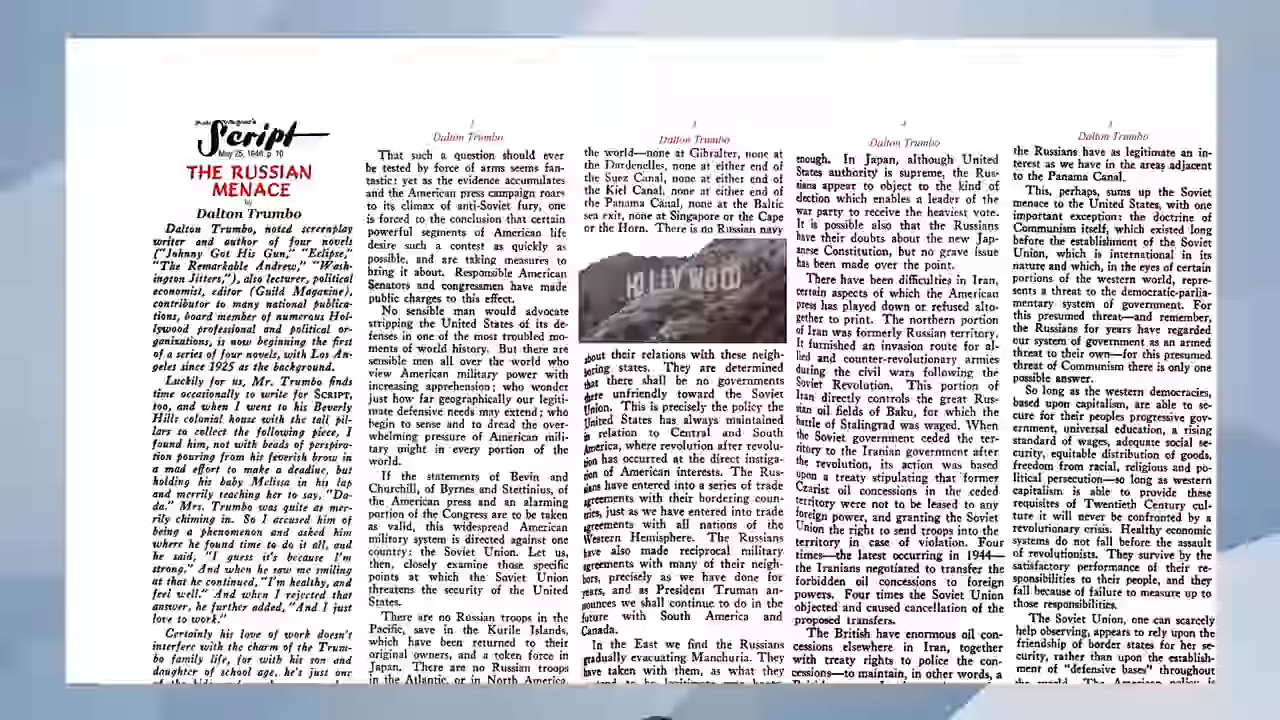 Script
May 25, 1946, p. 10
THE RUSSIAN
MENACE
by
Dalton Trumbo
Dalton Trumbo, noted screenplay
writer and author of four novels
("Johnny Got His Gun," "Eclipse,"
"The Remarkable Andrew," "Wash-
ington Jitters,"), also lecturer, political
economist, editor (Guild Magazine),
contributor to many national publica-
tions, board member of numerous Hol-
lywood professional and political or-
ganizations, is now beginning the first
of a series of four novels, with Los An-
geles since 1925 as the background.
Luckily for us, Mr. Trumbo finds
time occasionally to write for SCRIPT,
too, and when I went to his Beverly
Hills colonial house with the tall pil-
lars to collect the following piece, I
found him, not with beads of perspira-
tion pouring from his feverish brow in
a mad effort to make a deadline, but
holding his baby Melissa in his lap
and merrily teaching her to say, "Da-
da." Mrs. Trumbo was quite as mer-
rily chiming in. So I accused him of
being a phenomenon and asked him
where he found time to do it all, and
he said, "I guess it's because I'm
strong." And when he saw me smiling
at that he continued, "I'm healthy, and
feel well." And when I rejected that
answer, he further added, "And I just
love to work."
Certainly his love of work doesn't
interfere with the charm of the Trum-
bo family life, for with his son and
daughter of school age, he's just one
2
Dalton Trumbo
That such a question should ever
be tested by force of arms seems fan-
tastic: yet as the evidence accumulates
and the American press campaign roars
to its climax of anti-Soviet fury, one
is forced to the conclusion that certain
powerful segments of American life
desire such a contest as quickly as
possible, and are taking measures to
bring it about. Responsible American
Senators and congressmen have made
public charges to this effect.
No sensible man would advocate
stripping the United States of its de-
fenses in one of the most troubled mo-
ments of world history. But there are
sensible men all over the world who
view American military power with
increasing apprehension; who wonder
just how far geographically our legiti-
mate defensive needs may extend; who
begin to sense and to dread the over-
whelming pressure of American mili-
tary might in every portion of the
world.
If the statements of Bevin and
Churchill, of Byrnes and Stettinius, of
the American press and an alarming
portion of the Congress are to be taken
as valid, this widespread American
military system is directed against one
country: the Soviet Union. Let us,
then, closely examine those specific
points at which the Soviet Union
threatens the security of the United
States.
There are no Russian troops in the
Pacific, save in the Kurile Islands,
which have been returned to their
original owners, and a token force in
Japan. There are no Russian troops
in the Atlantic, or in North America,
3
Dalton Trumbo
the world—none at Gibralter, none at
the Dardenelles, none at either end of
the Suez Canal, none at either end of
the Kiel Canal, none at either end of
the Panama Canal, none at the Baltic
sea exit, none at Singapore or the Cape
or the Horn. There is no Russian navy
HOLLYWOOD
about their relations with these neigh-
boring states. They are determined
that there shall be no governments
there unfriendly toward the Soviet
Union. This is precisely the policy the
United States has always maintained
in relation to Central and South
America, where revolution after revolu-
tion has occurred at the direct instiga-
tion of American interests. The Rus-
sians have entered into a series of trade
agreements with their bordering coun-
tries, just as we have entered into trade
agreements with all nations of the
Western Hemisphere. The Russians
have also made reciprocal military
agreements with many of their neigh-
bors, precisely as we have done for
years, and as President Truman an-
nounces we shall continue to do in the
future with South America and
Canada.
In the East we find the Russians
gradually evacuating Manchuria. They
have taken with them, as what they
4
Dalton Trumbo
enough. In Japan, although United
States authority is supreme, the Rus-
sians appear to object to the kind of
election which enables a leader of the
war party to receive the heaviest vote.
It is possible also that the Russians
have their doubts about the new Jap-
anese Constitution, but no grave issue
has been made over the point.
There have been difficulties in Iran,
certain aspects of which the American
press has played down or refused alto-
gether to print. The northern portion
of Iran was formerly Russian territory.
It furnished an invasion route for al-
lied and counter-revolutionary armies
during the civil wars following the
Soviet Revolution. This portion of
Iran directly controls the great Rus-
sian oil fields of Baku, for which the
battle of Stalingrad was waged. When
the Soviet government ceded the ter-
ritory to the Iranian government after
the revolution, its action was based
upon a treaty stipulating that former
Czarist oil concessions in the ceded
territory were not to be leased to any
foreign power, and granting the Soviet
Union the right to send troops into the
territory in case of violation. Four
times—the latest occurring in 1944—
the Iranians negotiated to transfer the
forbidden oil concessions to foreign
powers. Four times the Soviet Union
objected and caused cancellation of the
proposed transfers.
The British have enormous oil con-
cessions elsewhere in Iran, together
with treaty rights to police the con-
cessions—to maintain, in other words, a
Dalton Trumbo
the Russians have as legitimate an in-
terest as we have in the areas adjacent
to the Panama Canal.
This, perhaps, sums up the Soviet
menace to the United States, with one
important exception: the doctrine of
Communism itself, which existed long
before the establishment of the Soviet
Union, which is international in its
nature and which, in the eyes of certain
portions of the western world, repre-
sents a threat to the democratic-parlia-
mentary system of government. For
this presumed threat—and remember,
the Russians for years have regarded
our system of government as an armed
threat to their own—for this presumed
threat of Communism there is only one
possible answer.
So long as the western democracies,
based upon capitalism, are able to se-
cure for their peoples progressive gov-
ernment, universal education, a rising
standard of wages, adequate social se-
curity, equitable distribution of goods,
freedom from racial, religious and po-
litical persecution—so long as western
capitalism is able to provide these
requisites of Twentieth Century cul-
ture it will never be confronted by a
revolutionary crisis. Healthy economic
systems do not fall before the assault
of revolutionists. They survive by the
satisfactory performance of their re-
sponsibilities to their people, and they
fall because of failure to measure up to
those responsibilities.
The Soviet Union, one can scarcely
help observing, appears to rely upon the
friendship of border states for her se-
curity, rather than upon the establish-
ment of "defensive bases" throughout